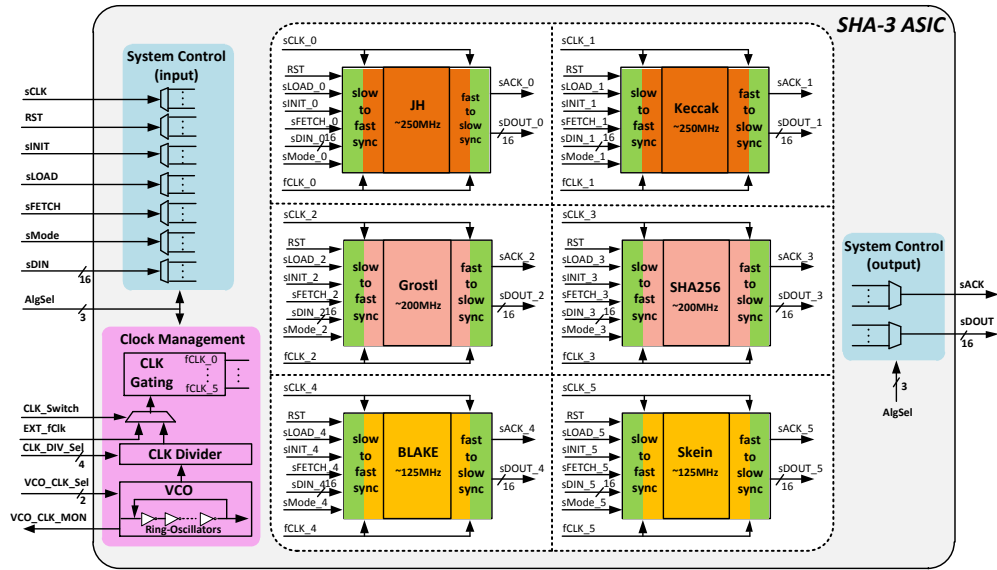 SHA-3 ASIC
System Control
(input)
sCLK
RST
sINIT
sLOAD
sFETCH
sMode
sDIN
16
AlgSel
3
Clock Management
CLK
Gating
fCLK_0
fCLK_5
CLK_Switch
EXT_fClk
CLK_DIV_Sel
4
CLK Divider
VCO_CLK_Sel
2
VCO
VCO_CLK_MON
Ring-Oscillators
sCLK_0
RST
sLOAD_0
sINIT_0
sFETCH_0
sDIN_0
16
sMode_0
fCLK_0
slow
to
fast
sync
JH
~250MHz
fast
to
slow
sync
sACK_0
sDOUT_0
16
sCLK_1
RST
sLOAD_1
sINIT_1
sFETCH_1
sDIN_1
16
sMode_1
fCLK_1
slow
to
fast
sync
Keccak
~250MHz
fast
to
slow
sync
sACK_1
sDOUT_1
16
sCLK_2
RST
sLOAD_2
sINIT_2
sFETCH_2
sDIN_2
16
sMode_2
fCLK_2
slow
to
fast
sync
Grostl
~200MHz
fast
to
slow
sync
sACK_2
sDOUT_2
16
sCLK_3
RST
sLOAD_3
sINIT_3
sFETCH_3
sDIN_3
16
sMode_3
fCLK_3
slow
to
fast
sync
SHA256
~200MHz
fast
to
slow
sync
sACK_3
sDOUT_3
16
sCLK_4
RST
sLOAD_4
sINIT_4
sFETCH_4
sDIN_4
16
sMode_4
fCLK_4
slow
to
fast
sync
BLAKE
~125MHz
fast
to
slow
sync
sACK_4
sDOUT_4
16
sCLK_5
RST
sLOAD_5
sINIT_5
sFETCH_5
sDIN_5
16
sMode_5
fCLK_5
slow
to
fast
sync
Skein
~125MHz
fast
to
slow
sync
sACK_5
sDOUT_5
16
System Control
(output)
sACK
sDOUT
16
3
AlgSel